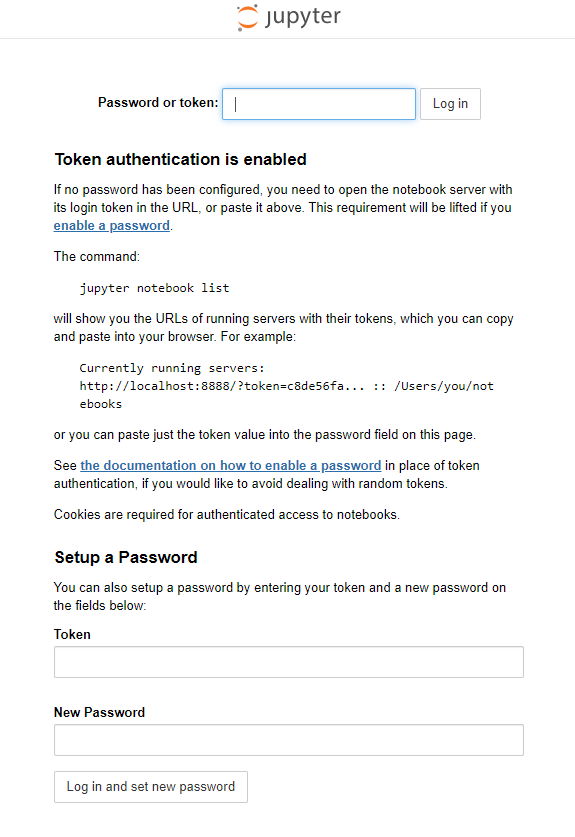 jupyter
Password or token:
Log in
Token authentication is enabled
If no password has been configured, you need to open the notebook server with
its login token in the URL, or paste it above. This requirement will be lifted if you
enable a password.
The command:
jupyter notebook list
will show you the URLs of running servers with their tokens, which you can copy
and paste into your browser. For example:
Currently running servers:
http://localhost:8888/?token=c8de56fa... :: /Users/you/not
ebooks
or you can paste just the token value into the password field on this page.
See the documentation on how to enable a password in place of token
authentication, if you would like to avoid dealing with random tokens.
Cookies are required for authenticated access to notebooks.
Setup a Password
You can also setup a password by entering your token and a new password on
the fields below:
Token
New Password
Log in and set new password